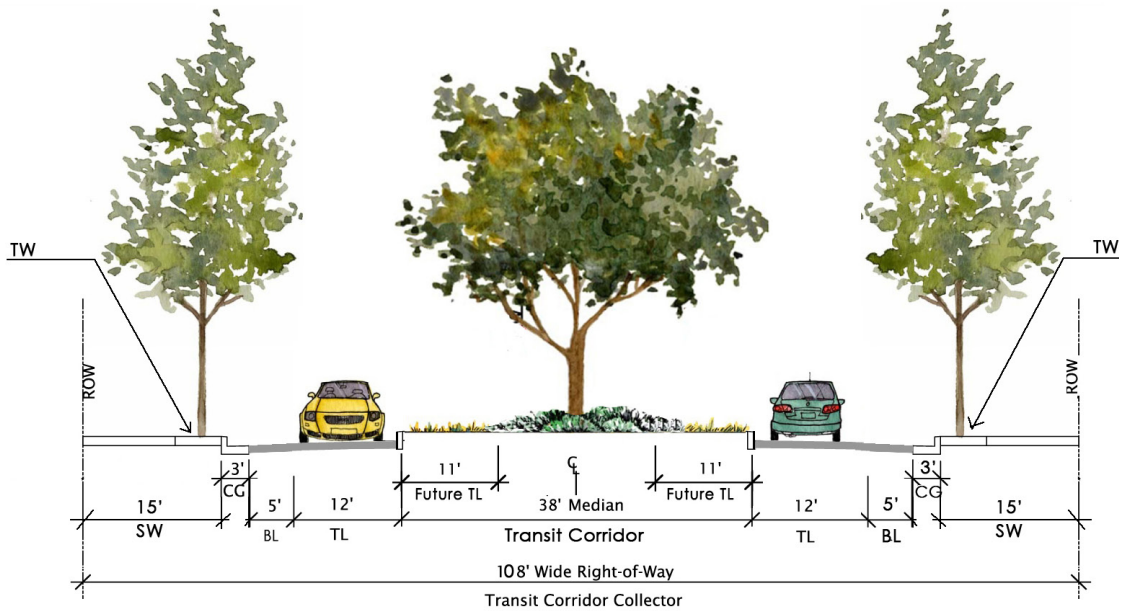 TW
TW
ROW
ROW
3'
CG
11'
Future TL
CL
11'
Future TL
3'
CG
15'
SW
5'
BL
12'
TL
38' Median
Transit Corridor
12'
TL
5'
BL
15'
SW
108' Wide Right-of-Way
Transit Corridor Collector